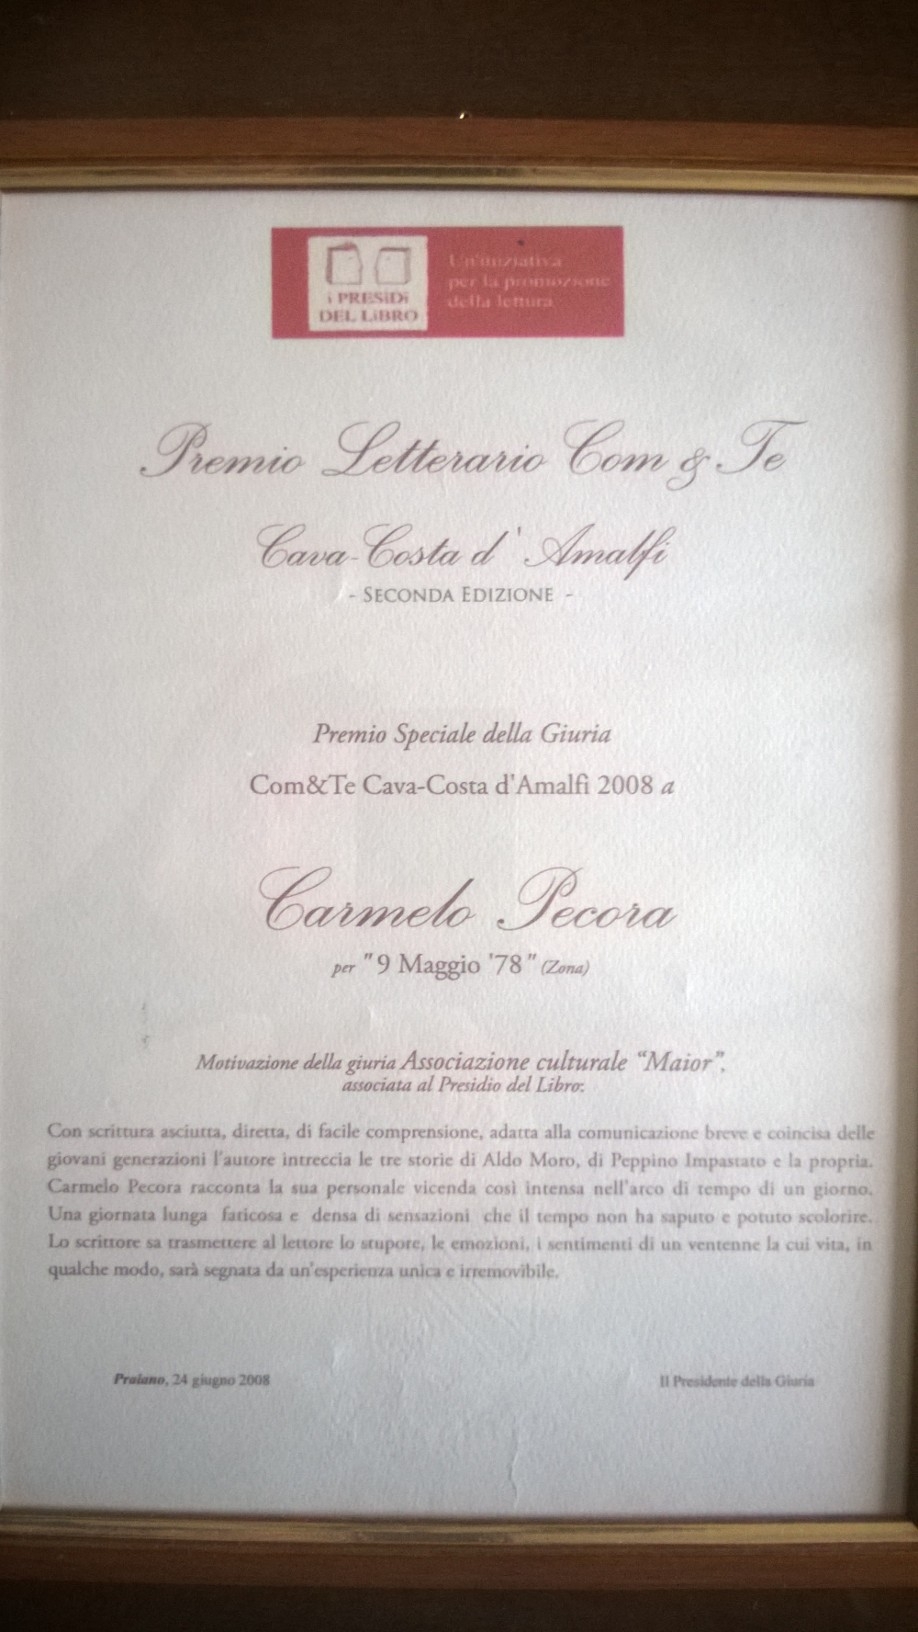 i PRESiDi
DEL LiBRO
Un'iniziativa
per la promozione
della lettura
Premio Letterario Com & Te
Cava-Costa d'Amalfi
- SECONDA EDIZIONE -
Premio Speciale della Giuria
Com&Te Cava-Costa d'Amalfi 2008 a
Carmelo Pecora
per "9 Maggio '78" (Zona)
Motivazione della giuria Associazione culturale “Maior”,
associata al Presidio del Libro:
Con scrittura asciutta, diretta, di facile comprensione, adatta alla comunicazione breve e coincisa delle
giovani generazioni l'autore intreccia le tre storie di Aldo Moro, di Peppino Impastato e la propria.
Carmelo Pecora racconta la sua personale vicenda così intensa nell'arco di tempo di un giorno.
Una giornata lunga faticosa e densa di sensazioni che il tempo non ha saputo e potuto scolorire.
Lo scrittore sa trasmettere al lettore lo stupore, le emozioni, i sentimenti di un ventenne la cui vita, in
qualche modo, sarà segnata da un'esperienza unica e irremovibile.
Praiano, 24 giugno 2008
Il Presidente della Giuria